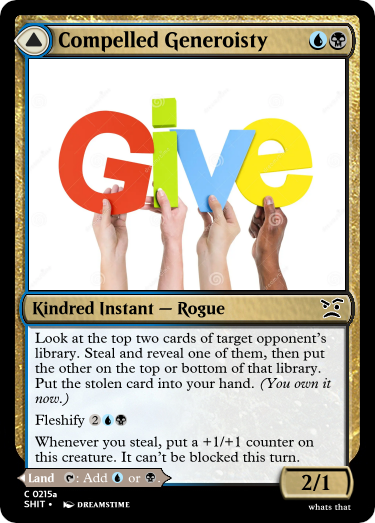 Compelled Generoisty
Give
Kindred Instant — Rogue
Look at the top two cards of target opponent's
library. Steal and reveal one of them, then put
the other on the top or bottom of that library.
Put the stolen card into your hand. (You own it
now.)
Fleshify 2
Whenever you steal, put a +1/+1 counter on
this creature. It can't be blocked this turn.
Land : Add or .
2/1
C 0215a
SHIT • DREAMSTIME
whats that